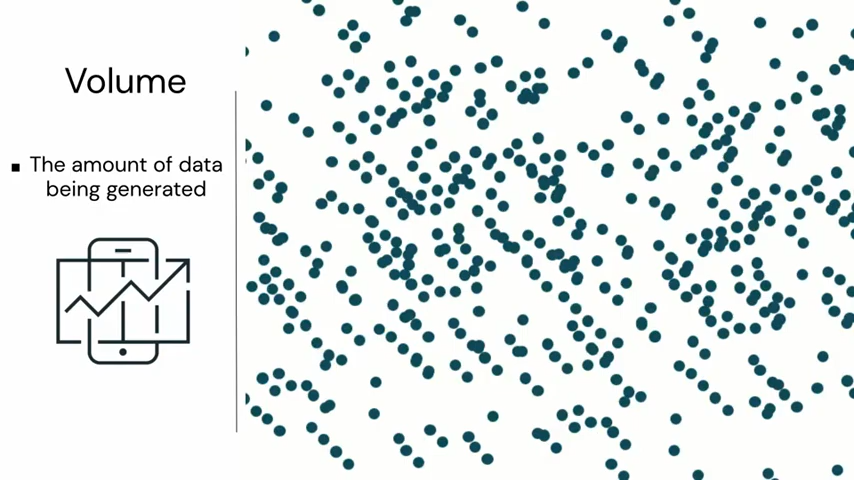 Volume
▪ The amount of data
being generated